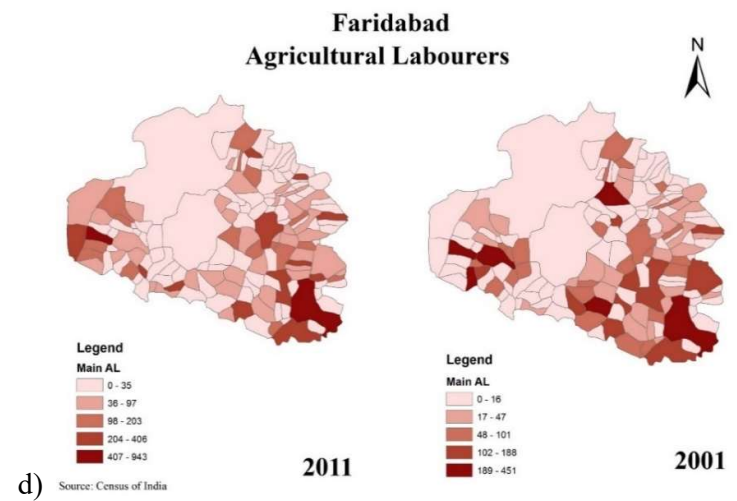 Faridabad
Agricultural Labourers
N
Legend
Main AL
0 - 35
36 - 97
98 - 203
204 - 406
407 - 943
2011
Legend
Main AL
0 - 16
17 - 47
48 - 101
102 - 188
189 - 451
2001
d) Source: Census of India